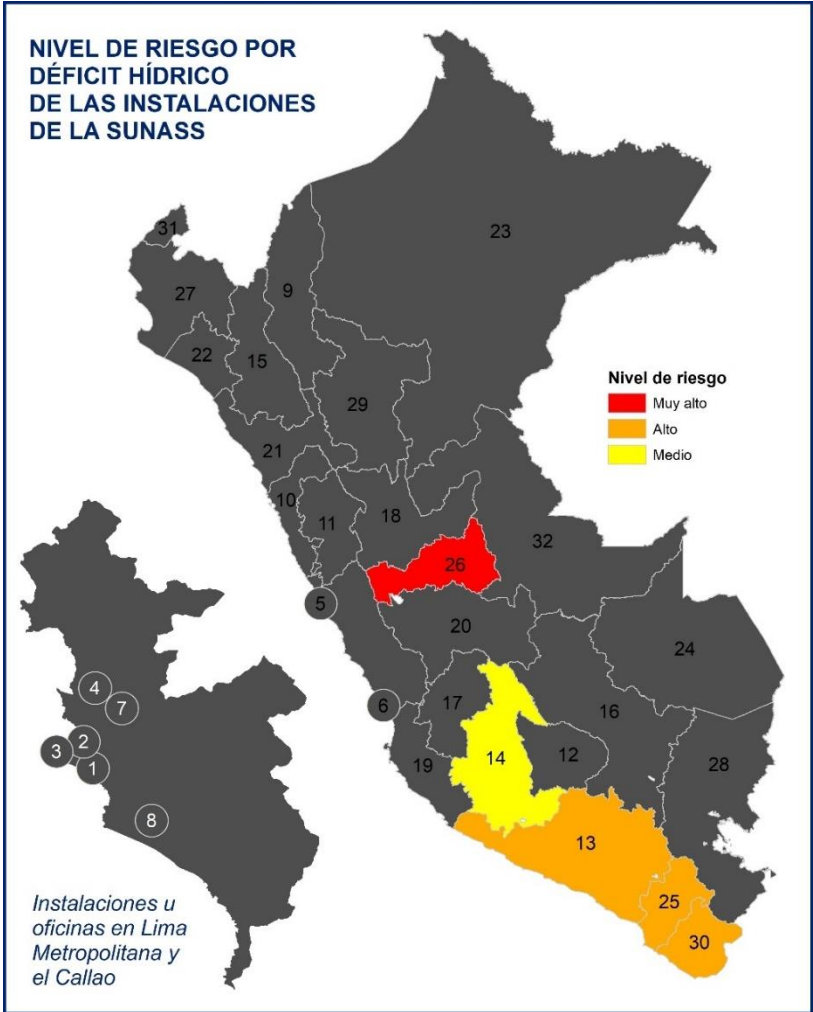 NIVEL DE RIESGO POR
DÉFICIT HÍDRICO
DE LAS INSTALACIONES
DE LA SUNASS
31
23
27
9
22
15
29
Nivel de riesgo
Muy alto
Alto
Medio
21
10
11
18
32
26
5
20
24
4
7
6
17
16
2
3
1
14
12
19
28
8
13
25
30
Instalaciones u
oficinas en Lima
Metropolitana y
el Callao